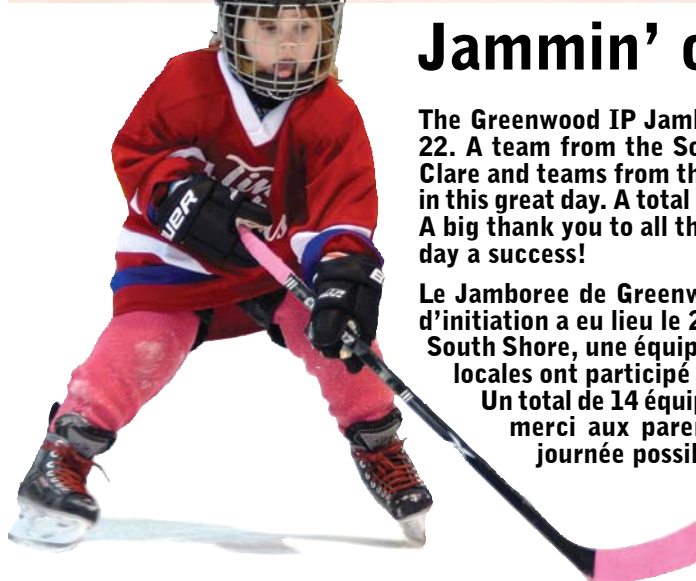 Jammin’ c
The Greenwood IP Jamb
22. A team from the So
Clare and teams from th
in this great day. A total
A big thank you to all th
day a success!
Le Jamboree de Greenw
d’initiation a eu lieu le 2
South Shore, une équip
locales ont participé
Un total de 14 équip
merci aux paren
journée possil